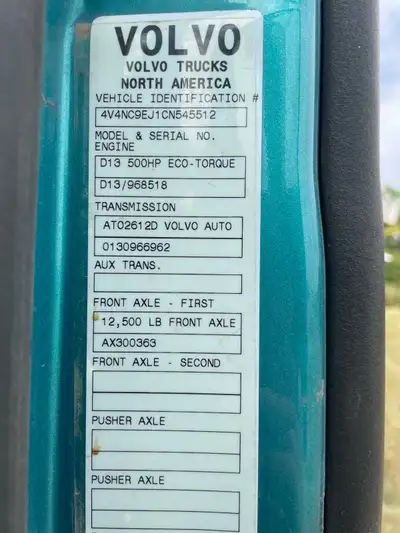 VOLVO
VOLVO TRUCKS
NORTH AMERICA
VEHICLE IDENTIFICATION #
4V4NC9EJ1CN545512
MODEL & SERIAL NO.
ENGINE
D13 500HP ECO-TORQUE
D13/968518
TRANSMISSION
ATO2612D VOLVO AUTO
0130966962
AUX TRANS.
FRONT AXLE - FIRST
12,500 LB FRONT AXLE
AX300363
FRONT AXLE - SECOND
PUSHER AXLE
PUSHER AXLE